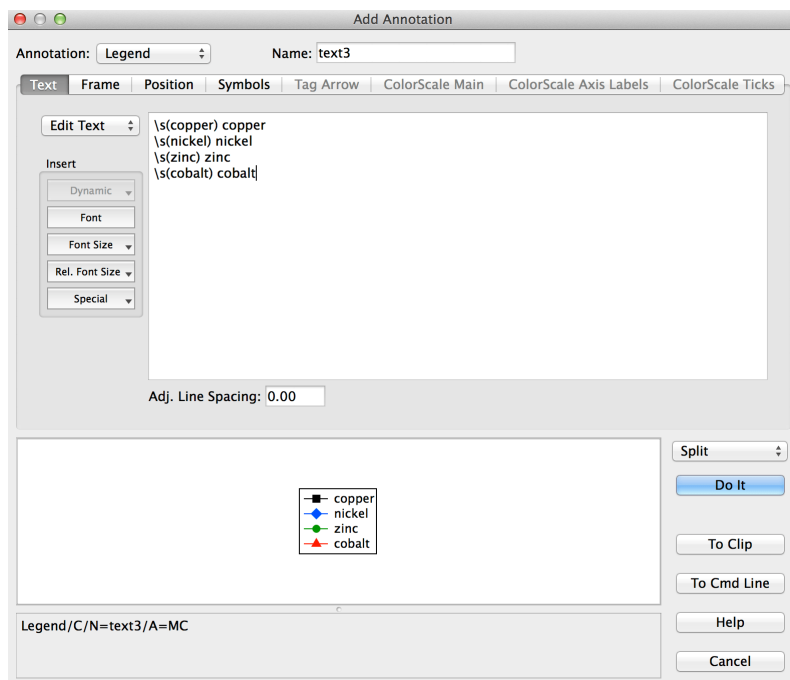 Add Annotation
Annotation: Legend Name: text3
Text Frame Position Symbols Tag Arrow ColorScale Main ColorScale Axis Labels ColorScale Ticks
Edit Text
Insert
Dynamic
Font
Font Size
Rel. Font Size
Special
\s(copper) copper
\s(nickel) nickel
\s(zinc) zinc
\s(cobalt) cobalt
Adj. Line Spacing: 0.00
copper
nickel
zinc
cobalt
Split
Do It
To Clip
To Cmd Line
Help
Cancel
Legend/C/N=text3/A=MC